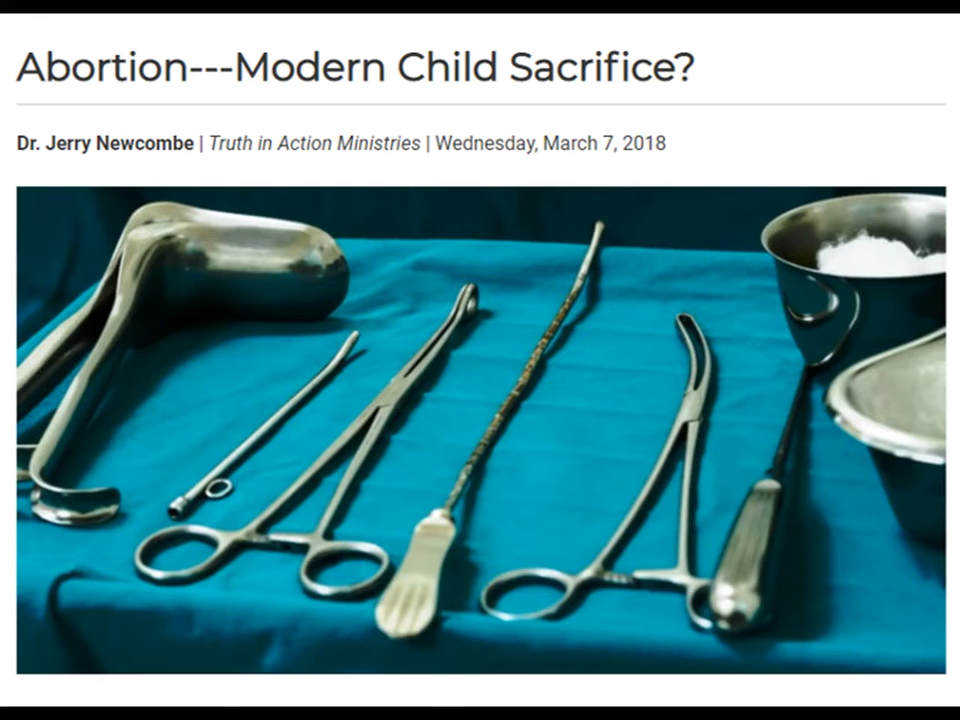 Abortion---Modern Child Sacrifice?
Dr. Jerry Newcombe | Truth in Action Ministries | Wednesday, March 7, 2018